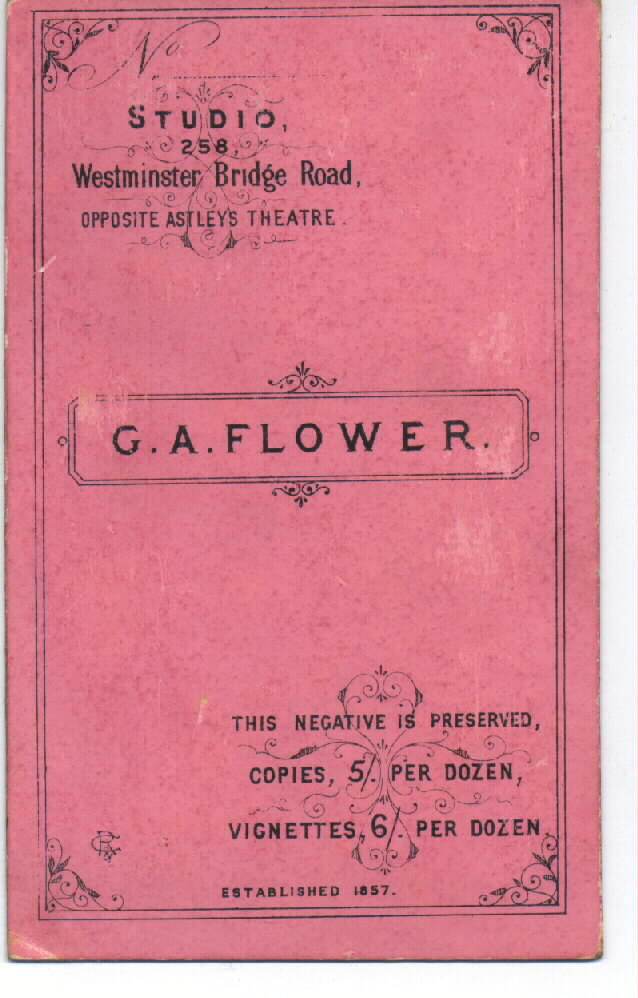 No
STUDIO,
258,
Westminster Bridge Road,
OPPOSITE ASTLEY'S THEATRE.
G. A. FLOWER.
THIS NEGATIVE IS PRESERVED,
COPIES, 5/. PER DOZEN,
VIGNETTES, 6/. PER DOZEN,
ESTABLISHED 1857.